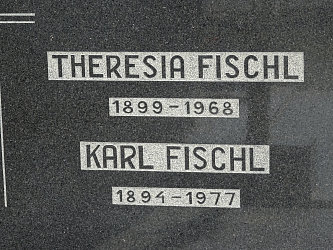 THERESIA FISCHL
1899-1968
KARL FISCHL
1894-1977